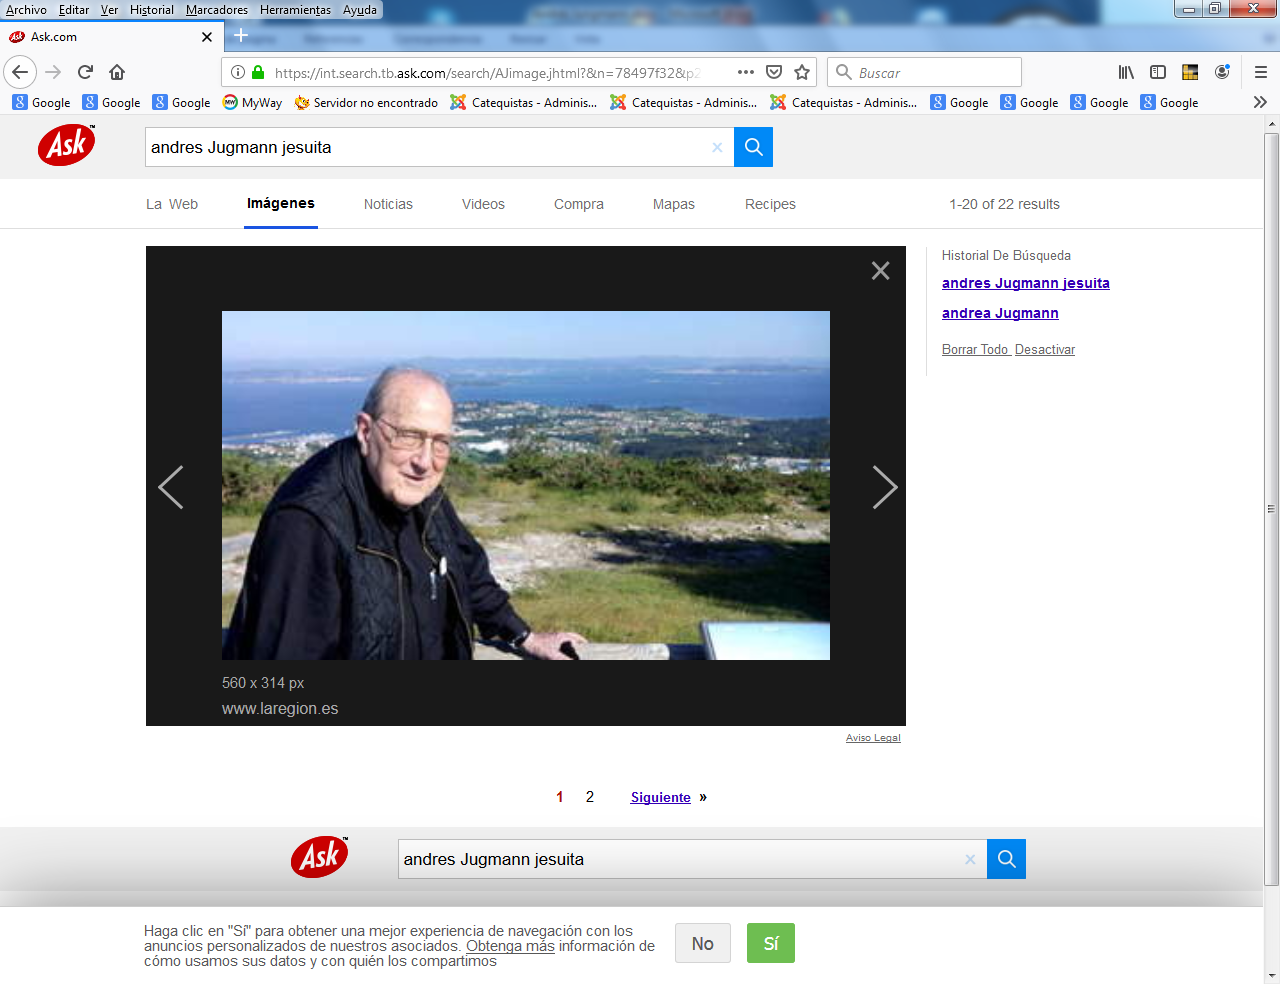 Archivo Editar Ver Historial Marcadores Herramientas Ayuda
Ask Ask.com
https://int.search.tb.ask.com/search/AJimage.jhtml?&n=78497f32&p2
Buscar
Google Google Google MyWay Servidor no encontrado Catequistas - Adminis... Catequistas - Adminis... Catequistas - Adminis... Google Google Google Google
Ask™ andres Jugmann jesuita
La Web Imágenes Noticias Videos Compra Mapas Recipes 1-20 of 22 results
Historial De Búsqueda
andres Jugmann jesuita
andrea Jugmann
Borrar Todo Desactivar
560 x 314 px
www.laregion.es
Aviso Legal
1 2 Siguiente »
Ask™ andres Jugmann jesuita
Haga clic en "Sí" para obtener una mejor experiencia de navegación con los
anuncios personalizados de nuestros asociados. Obtenga más información de
cómo usamos sus datos y con quién los compartimos
No Sí